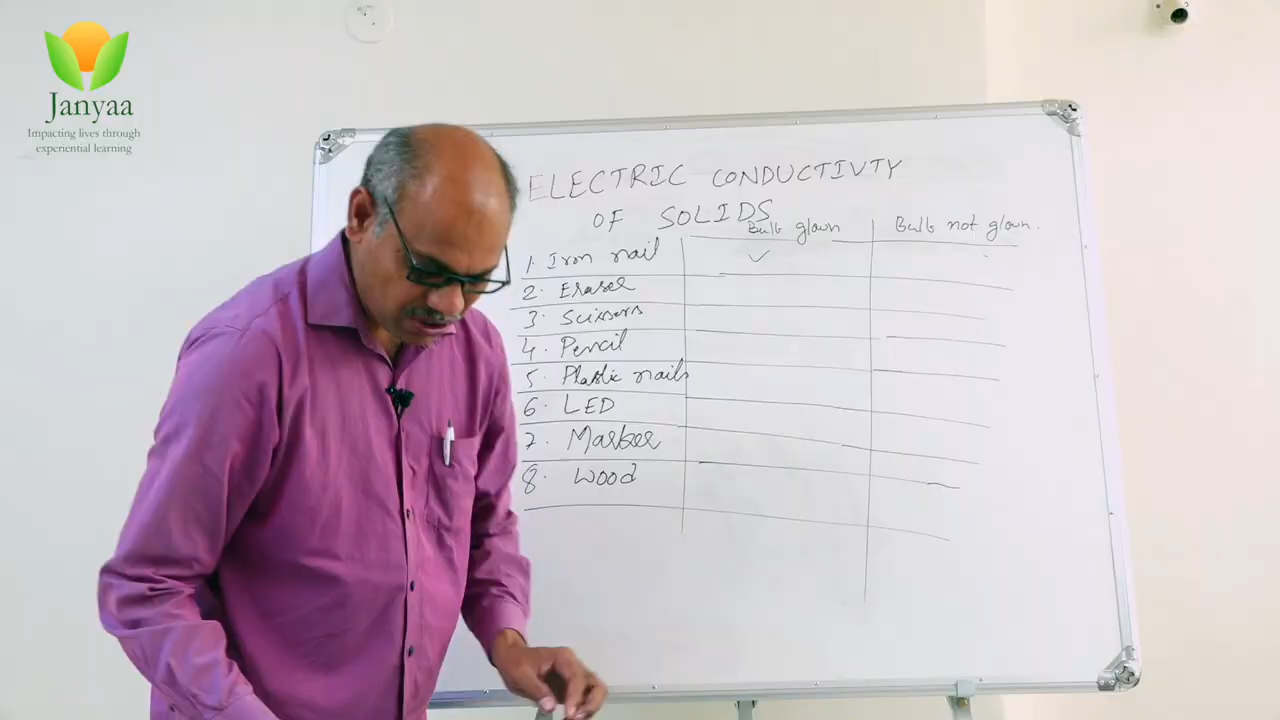 Janyaa
Impacting lives through
experiential learning
ELECTRIC CONDUCTIVTY
OF SOLIDS
Bulb glown
Bulb not glown.
1. Iron nail ✓
2. Eraser
3. Scissors
4. Pencil
5. Plastic nails
6. LED
7. Marker
8. Wood